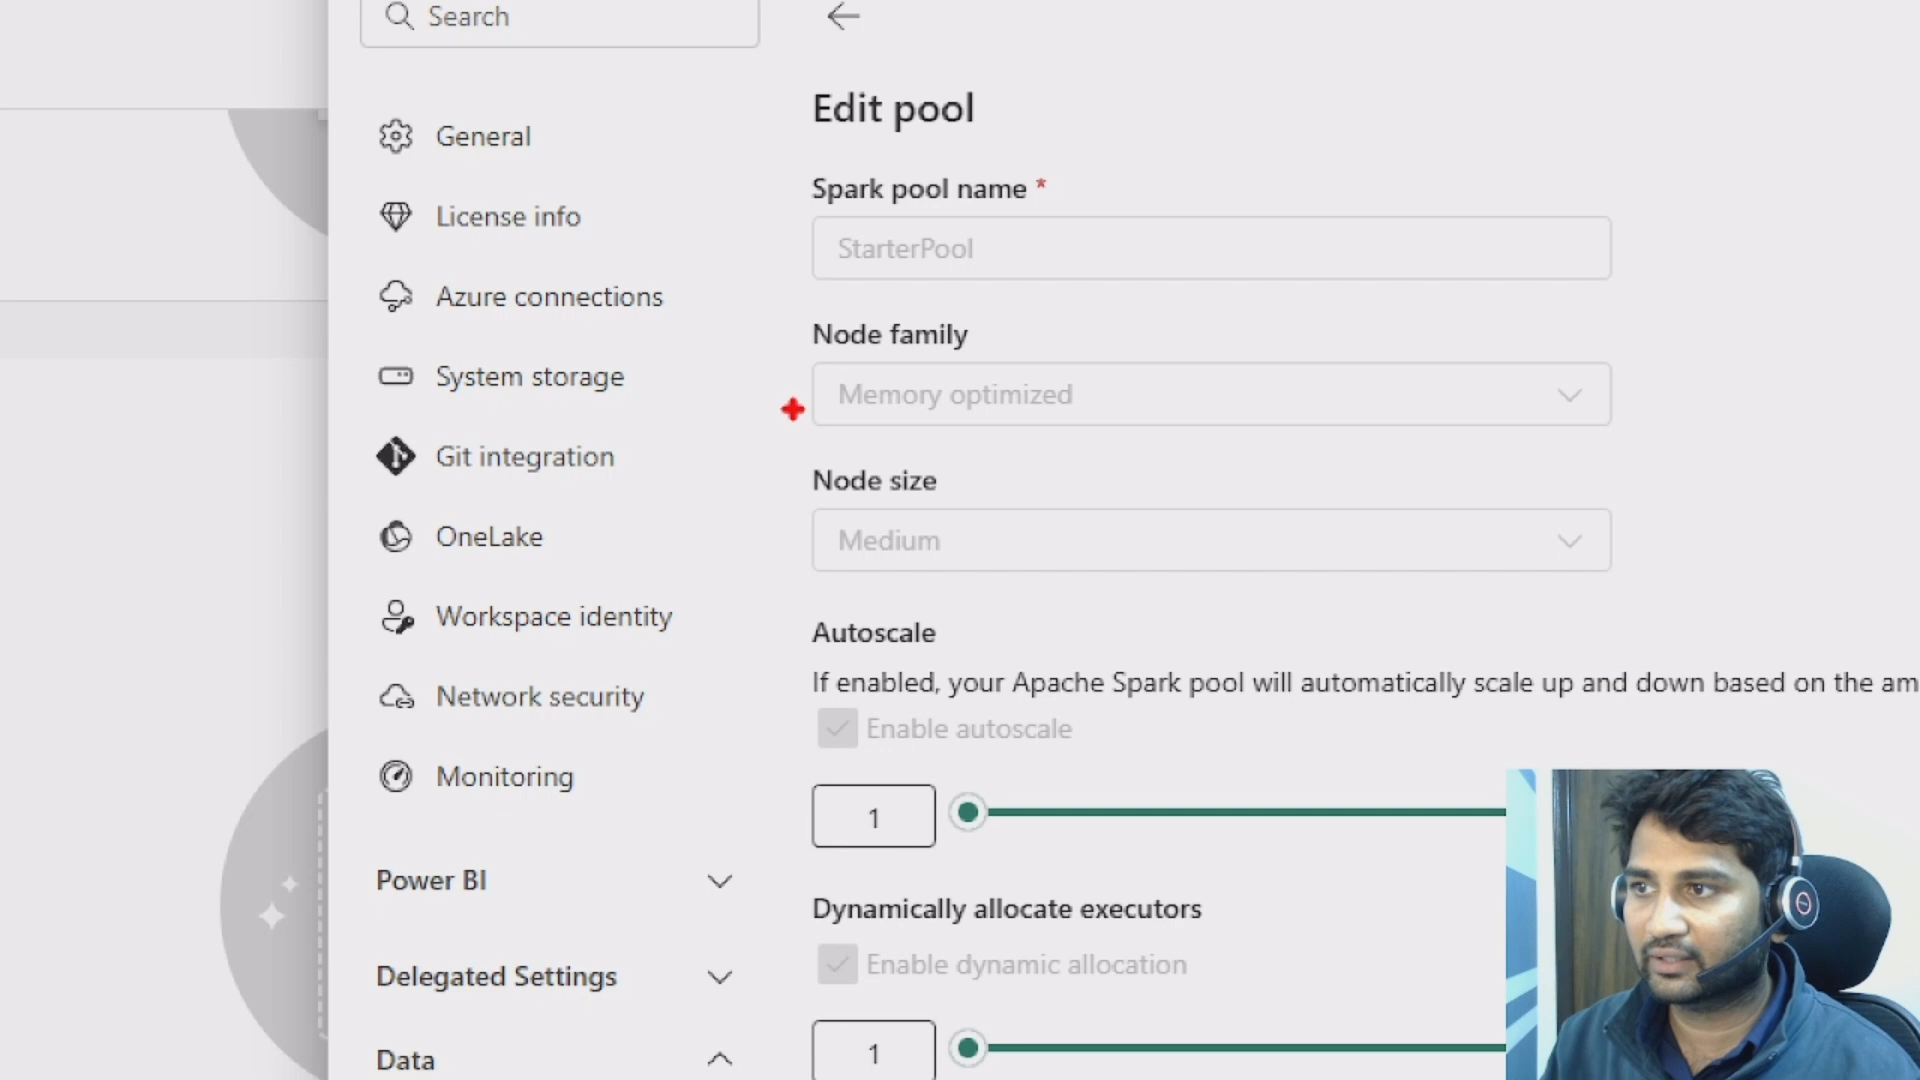 Search
General
License info
Azure connections
System storage
Git integration
OneLake
Workspace identity
Network security
Monitoring
Power BI
Delegated Settings
Data
Edit pool
Spark pool name *
StarterPool
Node family
Memory optimized
Node size
Medium
Autoscale
If enabled, your Apache Spark pool will automatically scale up and down based on the am
Enable autoscale
1
Dynamically allocate executors
Enable dynamic allocation
1